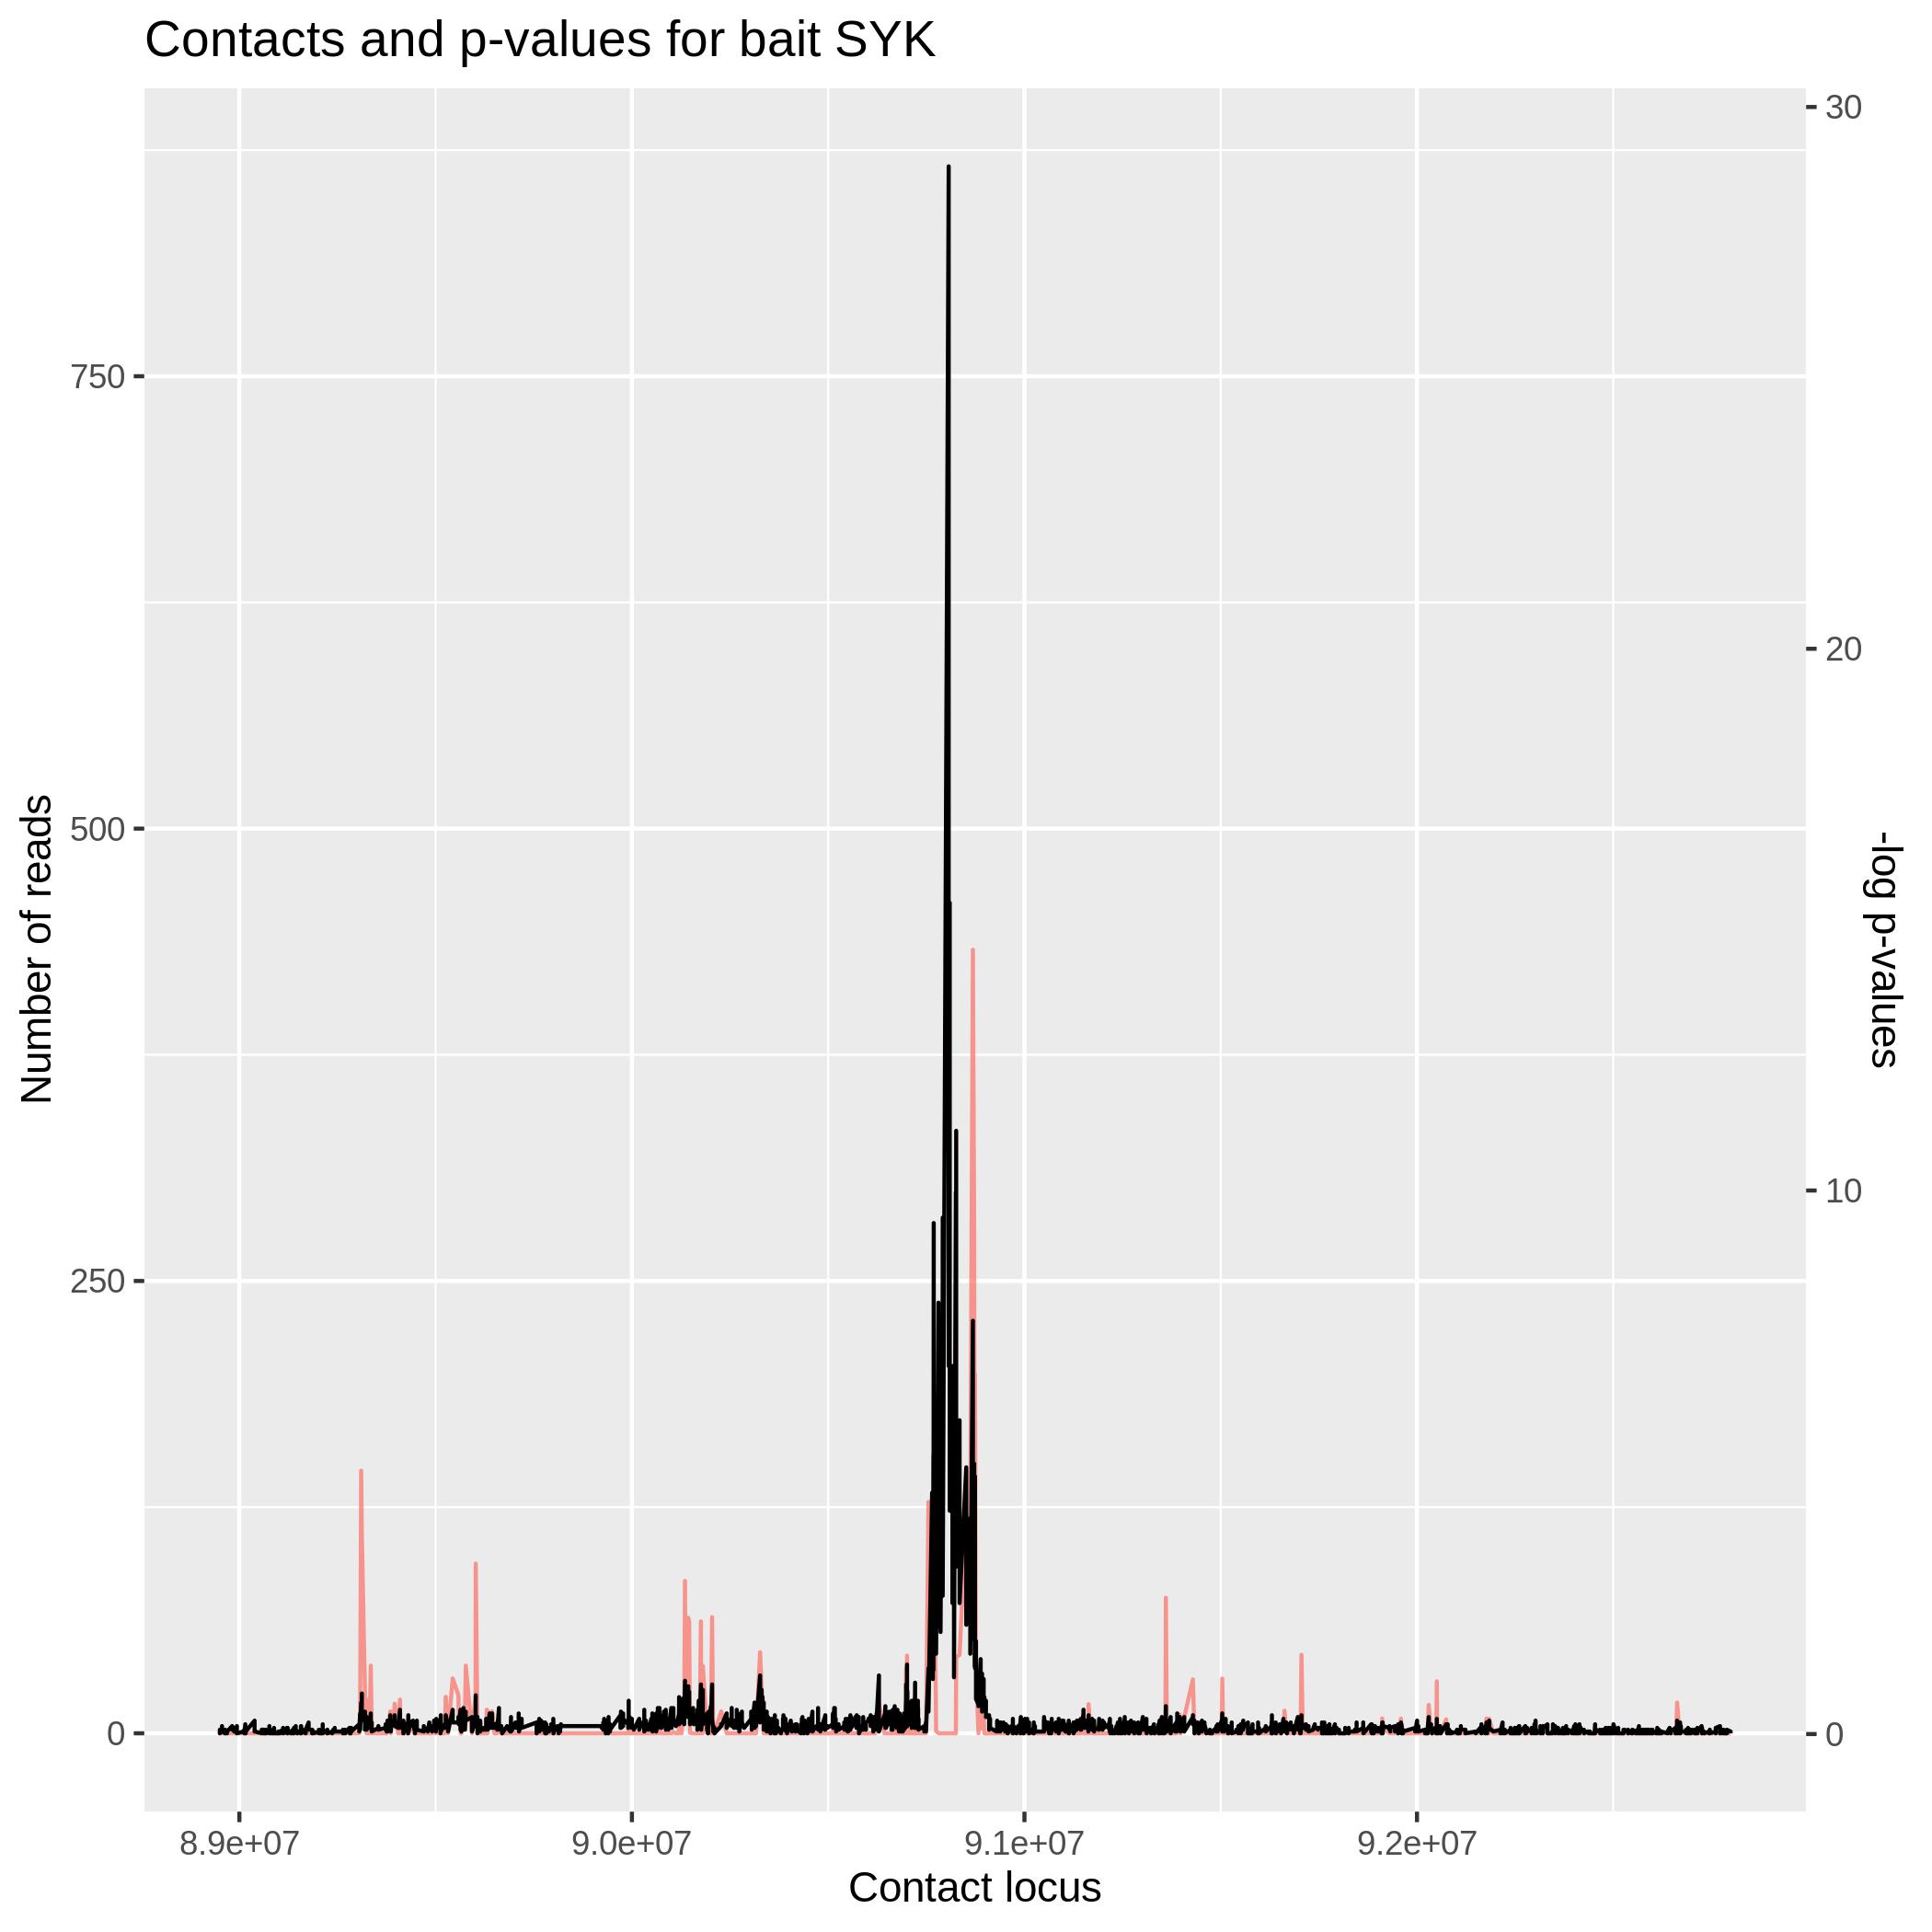 Contacts and p-values for bait SYK
30
750
20
500
10
250
0
0
Number of reads
-log p-values
8.9e+07 9.0e+07 9.1e+07 9.2e+07
Contact locus